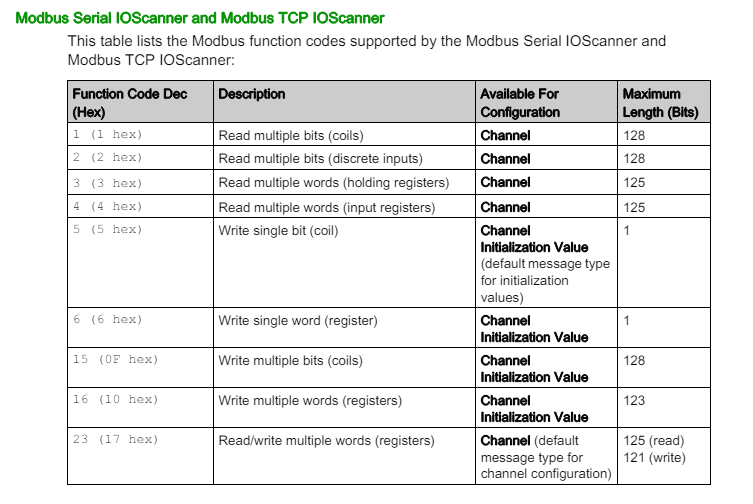 Modbus Serial IOScanner and Modbus TCP IOScanner
This table lists the Modbus function codes supported by the Modbus Serial IOScanner and
Modbus TCP IOScanner:
Function Code Dec (Hex) Description Available For Configuration Maximum Length (Bits)
1 (1 hex) Read multiple bits (coils) Channel 128
2 (2 hex) Read multiple bits (discrete inputs) Channel 128
3 (3 hex) Read multiple words (holding registers) Channel 125
4 (4 hex) Read multiple words (input registers) Channel 125
5 (5 hex) Write single bit (coil) Channel 1
Initialization Value
(default message type
for initialization
values)
6 (6 hex) Write single word (register) Channel 1
Initialization Value
15 (0F hex) Write multiple bits (coils) Channel 128
Initialization Value
16 (10 hex) Write multiple words (registers) Channel 123
Initialization Value
23 (17 hex) Read/write multiple words (registers) Channel (default 125 (read)
message type for 121 (write)
channel configuration)